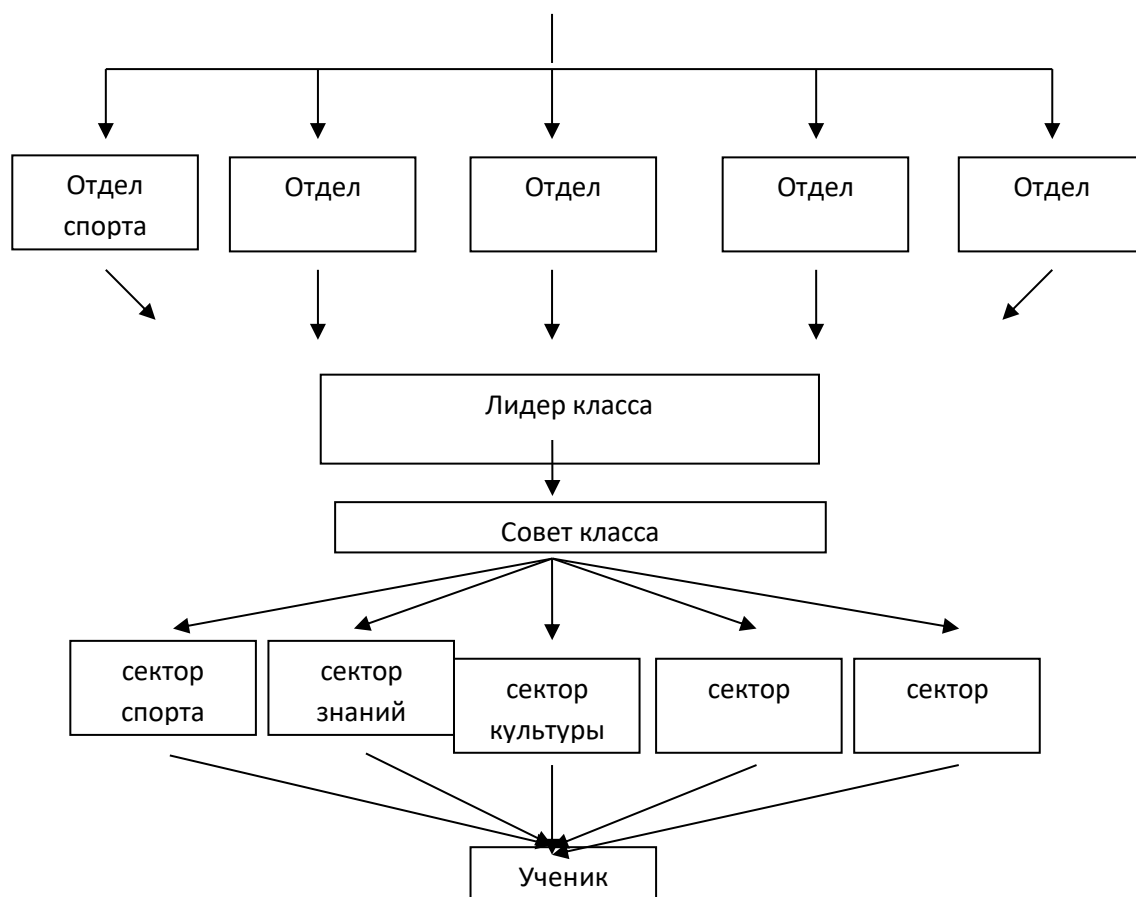 Отдел
спорта
Отдел
Отдел
Отдел
Отдел
Лидер класса
Совет класса
сектор
спорта
сектор
знаний
сектор
культуры
сектор
сектор
Ученик